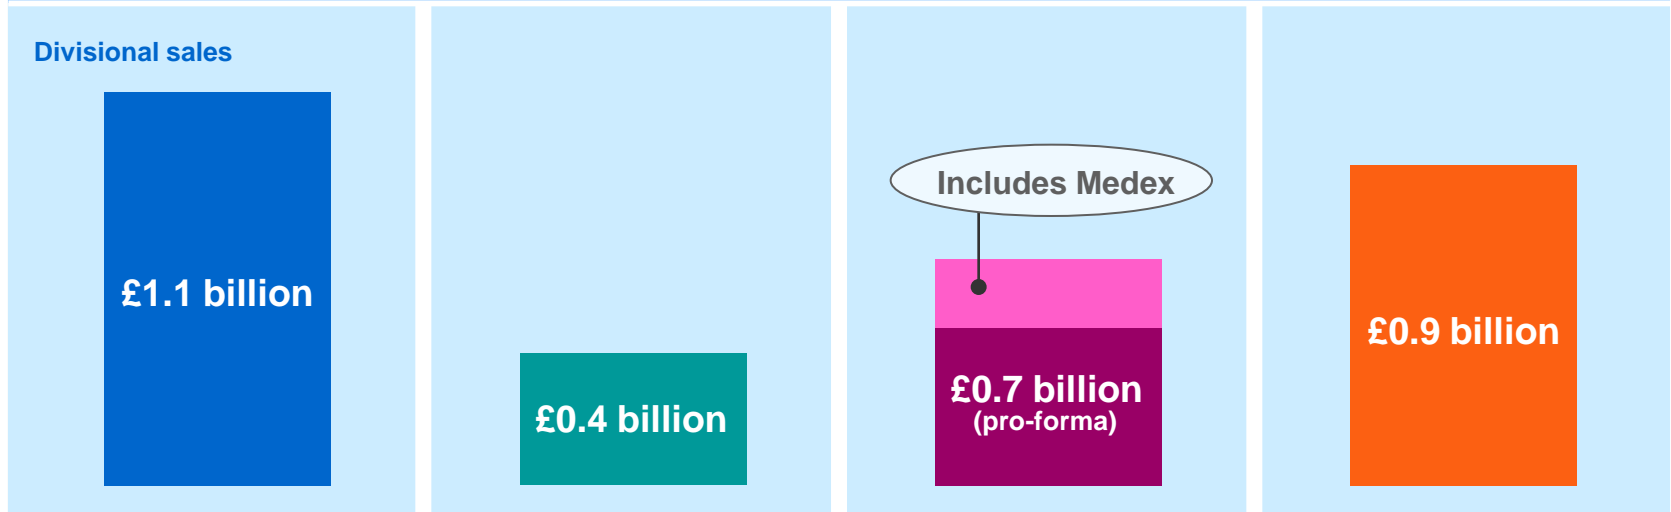 Divisional sales
£1.1 billion
£0.4 billion
Includes Medex
£0.7 billion
(pro-forma)
£0.9 billion